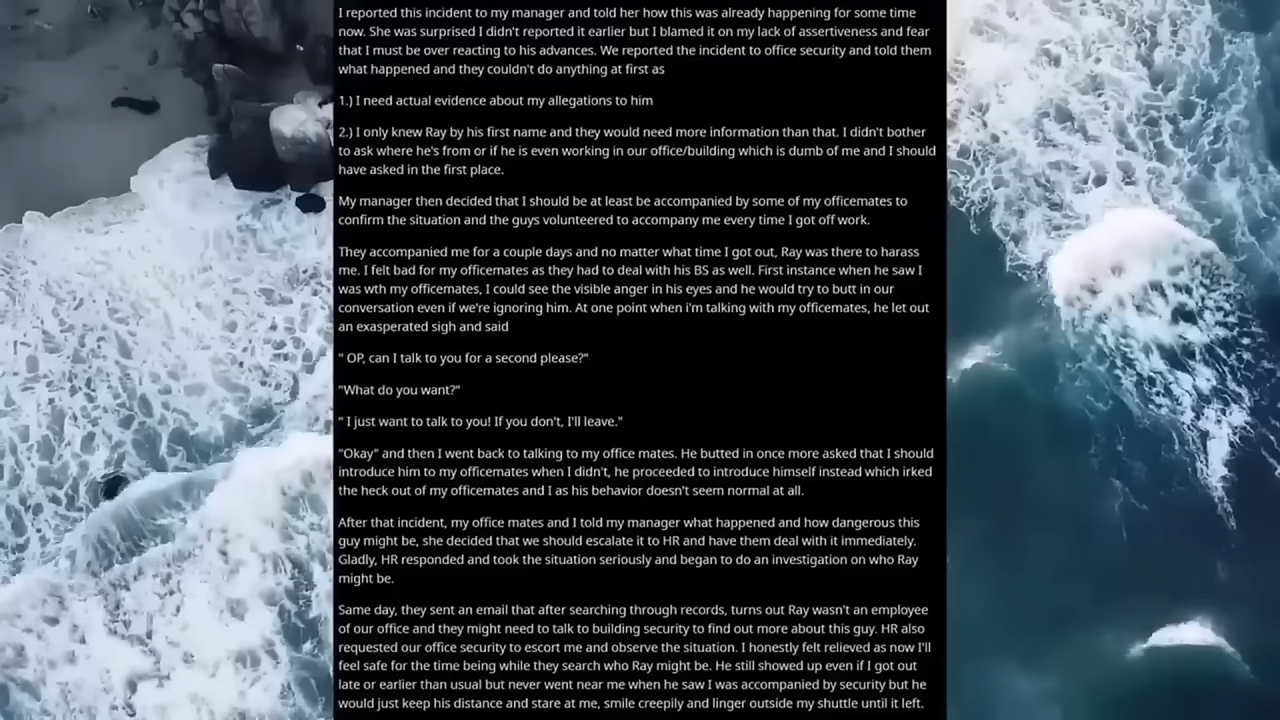 I reported this incident to my manager and told her how this was already happening for some time
now. She was surprised I didn't reported it earlier but I blamed it on my lack of assertiveness and fear
that I must be over reacting to his advances. We reported the incident to office security and told them
what happened and they couldn't do anything at first as
1.) I need actual evidence about my allegations to him
2.) I only knew Ray by his first name and they would need more information than that. I didn't bother
to ask where he's from or if he is even working in our office/building which is dumb of me and I should
have asked in the first place.
My manager then decided that I should be at least be accompanied by some of my officemates to
confirm the situation and the guys volunteered to accompany me every time I got off work.
They accompanied me for a couple days and no matter what time I got out, Ray was there to harass
me. I felt bad for my officemates as they had to deal with his BS as well. First instance when he saw I
was wth my officemates, I could see the visible anger in his eyes and he would try to butt in our
conversation even if we're ignoring him. At one point when i'm talking with my officemates, he let out
an exasperated sigh and said
" OP, can I talk to you for a second please?"
"What do you want?"
" I just want to talk to you! If you don't, I'll leave."
"Okay" and then I went back to talking to my office mates. He butted in once more asked that I should
introduce him to my officemates when I didn't, he proceeded to introduce himself instead which irked
the heck out of my officemates and I as his behavior doesn't seem normal at all.
After that incident, my office mates and I told my manager what happened and how dangerous this
guy might be, she decided that we should escalate it to HR and have them deal with it immediately.
Gladly, HR responded and took the situation seriously and began to do an investigation on who Ray
might be.
Same day, they sent an email that after searching through records, turns out Ray wasn't an employee
of our office and they might need to talk to building security to find out more about this guy. HR also
requested our office security to escort me and observe the situation. I honestly felt relieved as now I'll
feel safe for the time being while they search who Ray might be. He still showed up even if I got out
late or earlier than usual but never went near me when he saw I was accompanied by security but he
would just keep his distance and stare at me, smile creepily and linger outside my shuttle until it left.